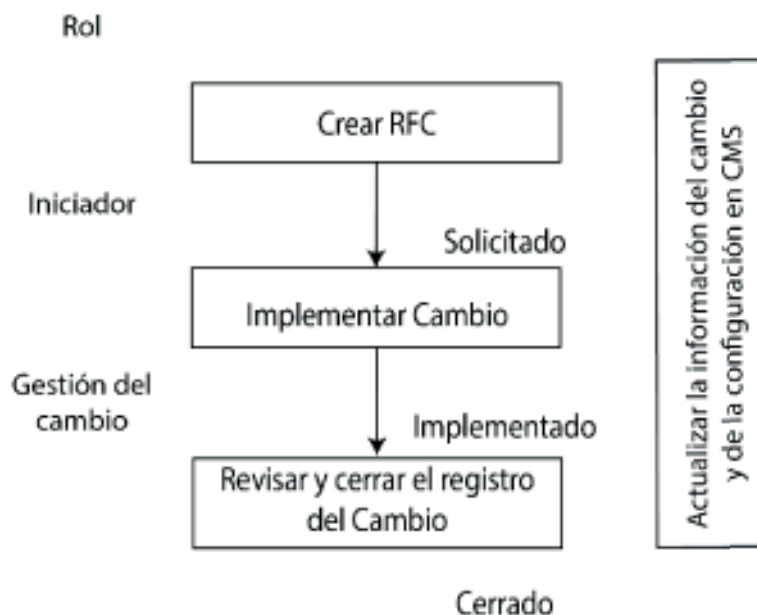 Rol
Crear RFC
Iniciador
Solicitado
Implementar Cambio
Gestión del
cambio
Implementado
Revisar y cerrar el registro
del Cambio
Cerrado
Actualizar la información del cambio
y de la configuración en CMS